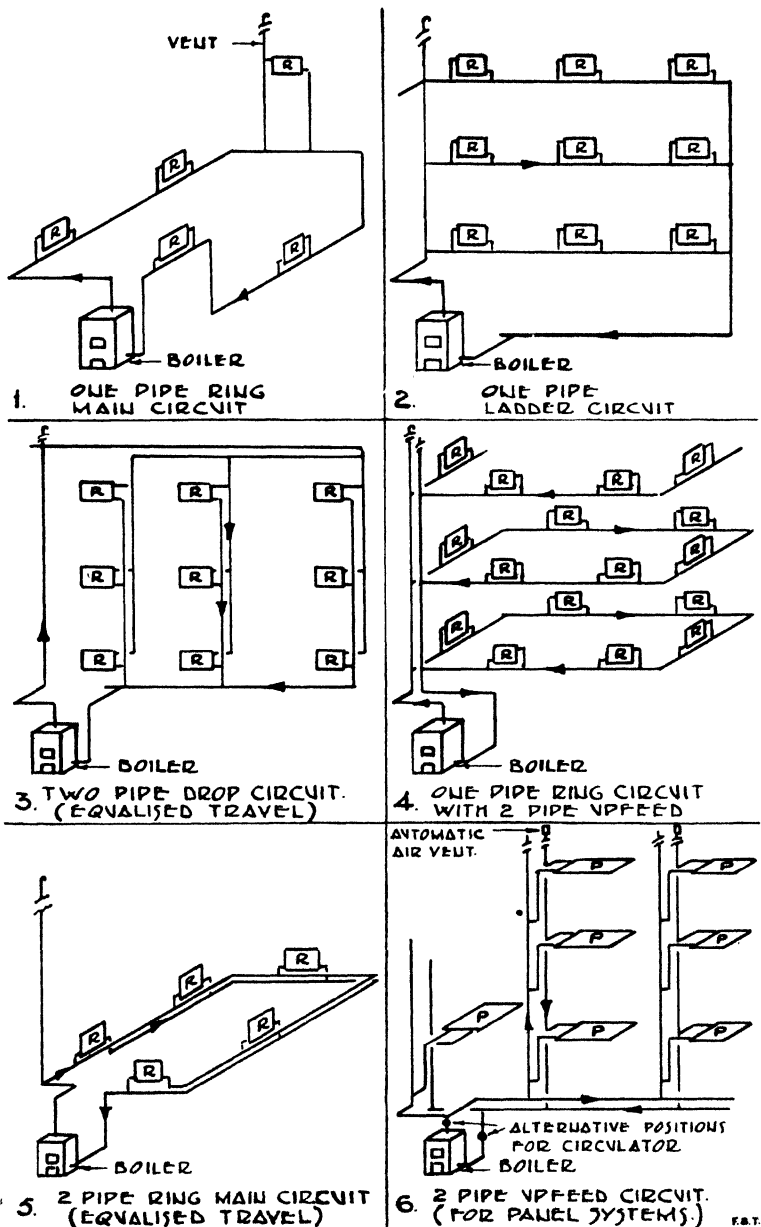 VENT
R
R
R
R R
BOILER
1. ONE PIPE RING
MAIN CIRCUIT
R R R
R R R
R R R
BOILER
2. ONE PIPE
LADDER CIRCUIT
R R R
R R R
R R R
BOILER
3. TWO PIPE DROP CIRCUIT.
(EQUALISED TRAVEL)
R R
R R
R R
R R
R R
R R
R R
R R
BOILER
4. ONE PIPE RING CIRCUIT
WITH 2 PIPE UPFEED
R
R
R R
R
BOILER
5. 2 PIPE RING MAIN CIRCUIT
(EQUALISED TRAVEL)
AUTOMATIC
AIR VENT.
P P
P P
P P P
ALTERNATIVE POSITIONS
FOR CIRCULATOR
BOILER
6. 2 PIPE UPFEED CIRCUIT.
(FOR PANEL SYSTEMS.)
F.B.T.